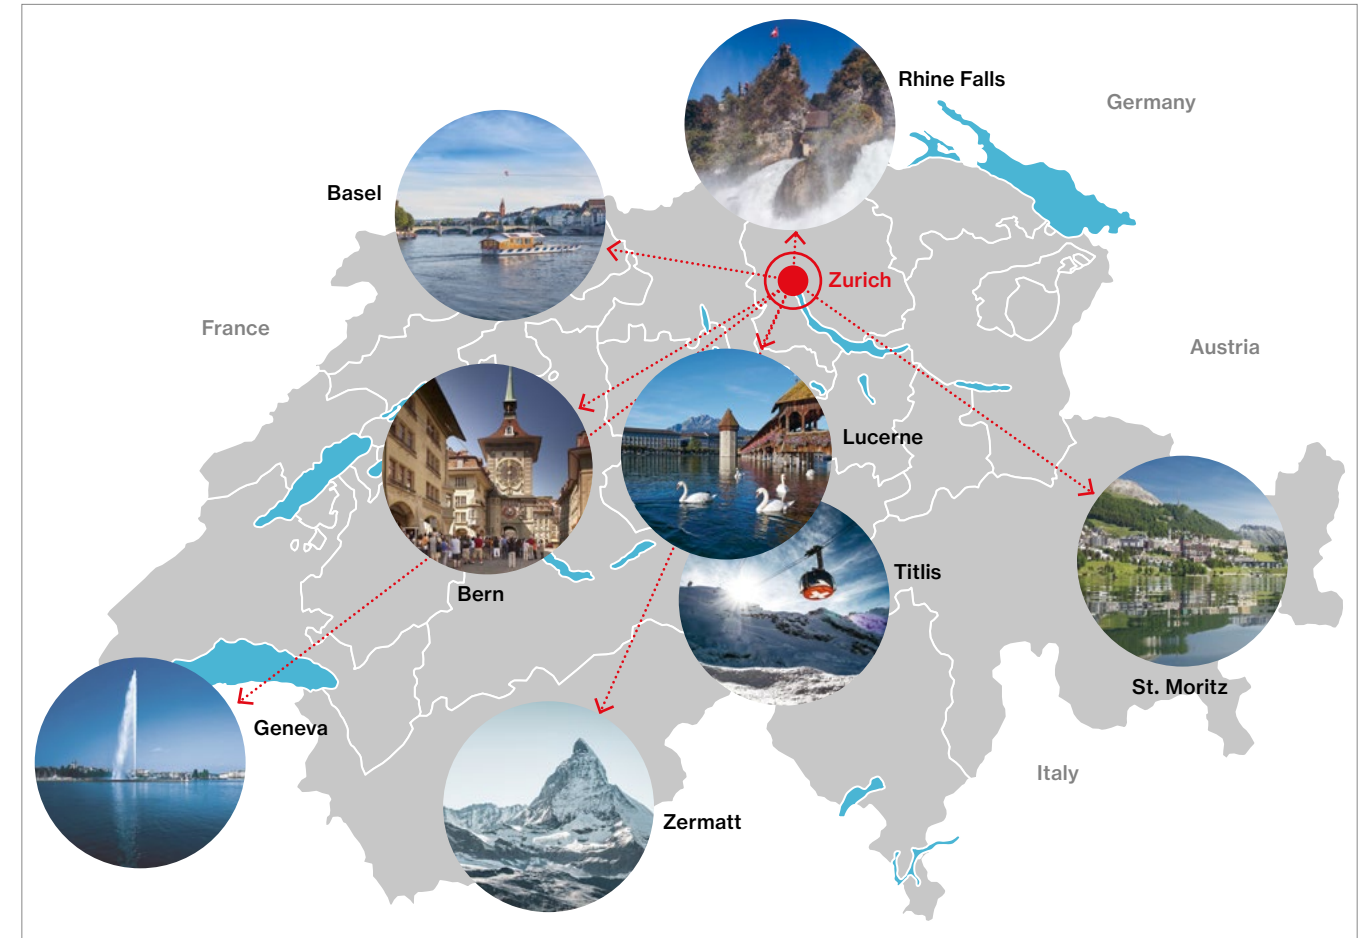 Rhine Falls
Germany
Basel
Zurich
France
Austria
Lucerne
Titlis
Bern
St. Moritz
Geneva
Italy
Zermatt